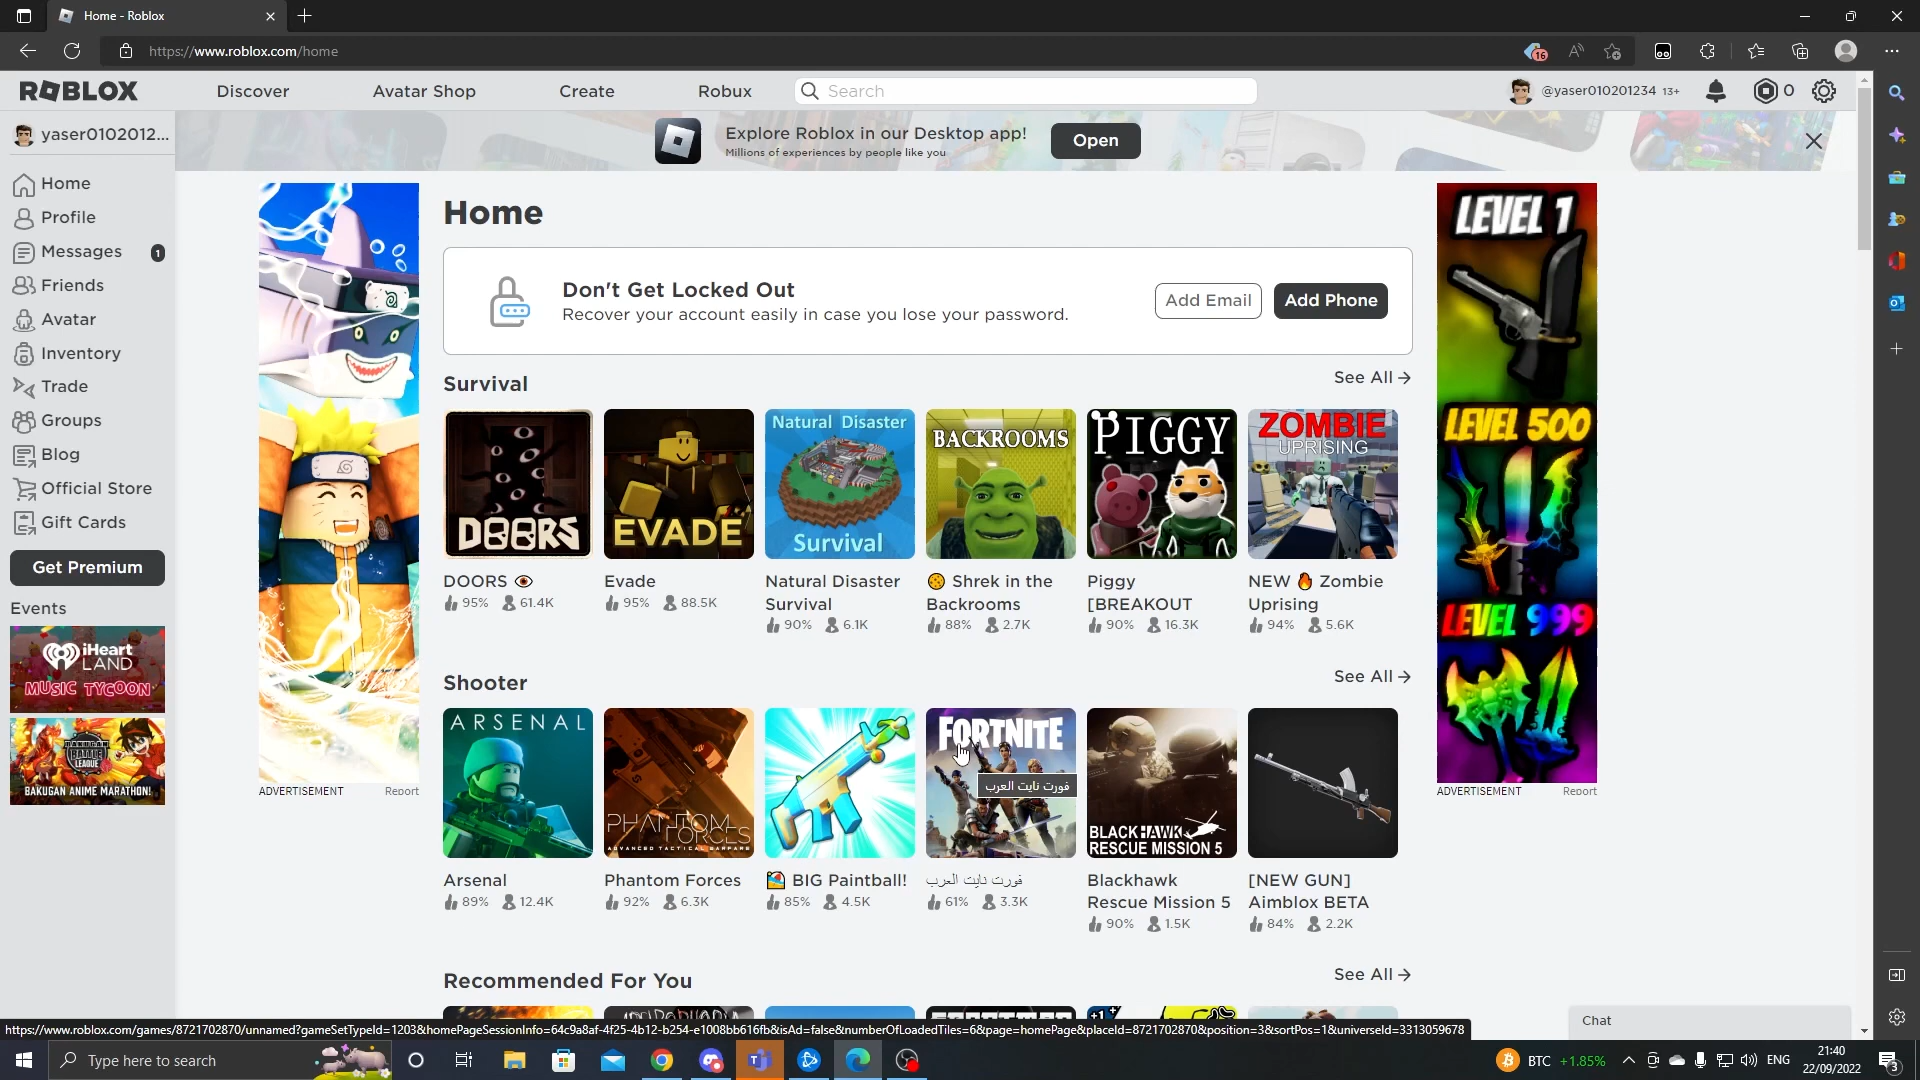 Home - Roblox
https://www.roblox.com/home
16
ROBLOX
Discover
Avatar Shop
Create
Robux
Search
@yaser010201234 13+
0
yaser0102012...
Explore Roblox in our Desktop app!
Millions of experiences by people like you
Open
Home
Profile
Messages
1
Friends
Avatar
Inventory
Trade
Groups
Blog
Official Store
Gift Cards
Get Premium
Events
iHeart
LAND
MUSIC TYCOON
BAKUGAN
BATTLE
LEAGUE
BAKUGAN ANIME MARATHON!
ADVERTISEMENT
Report
Home
Don't Get Locked Out
Recover your account easily in case you lose your password.
Add Email
Add Phone
Survival
See All
DOORS
EVADE
Natural Disaster
Survival
BACKROOMS
PIGGY
ZOMBIE
UPRISING
DOORS
95% 61.4K
Evade
95% 88.5K
Natural Disaster
Survival
90% 6.1K
Shrek in the
Backrooms
88% 2.7K
Piggy
[BREAKOUT
90% 16.3K
NEW 🔥 Zombie
Uprising
94% 5.6K
Shooter
See All
ARSENAL
PHANTOM
FORCES
ADVANCED TACTICAL WARFARE
FORTNITE
فورت نايت العرب
BLACKHAWK
RESCUE MISSION 5
Arsenal
89% 12.4K
Phantom Forces
92% 6.3K
BIG Paintball!
85% 4.5K
فورت نايت العرب
61% 3.3K
Blackhawk
Rescue Mission 5
90% 1.5K
[NEW GUN]
Aimblox BETA
84% 2.2K
Recommended For You
See All
LEVEL 1
LEVEL 500
LEVEL 999
ADVERTISEMENT
Report
Chat
https://www.roblox.com/games/8721702870/unnamed?gameSetTypeId=1203&homePageSessionInfo=64c9a8af-4f25-4b12-b254-e1008bb616fb&isAd=false&numberOfLoadedTiles=6&page=homePage&placeId=8721702870&position=3&sortPos=1&universeId=3313059678
Type here to search
BTC +1.85%
ENG
21:40
22/09/2022
3